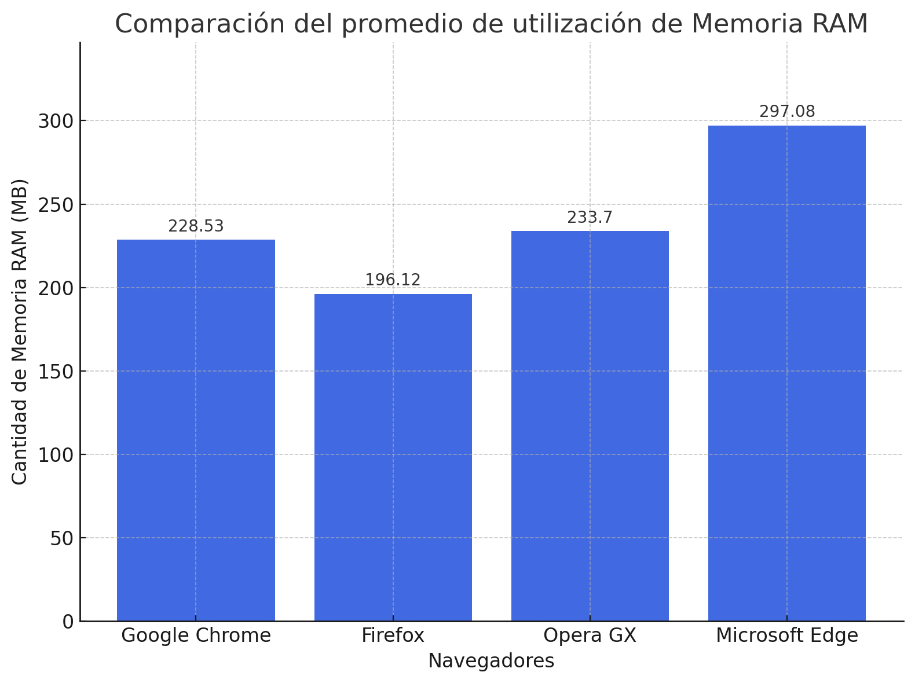 Comparación del promedio de utilización de Memoria RAM
Cantidad de Memoria RAM (MB)
300
250
200
150
100
50
0
228.53
196.12
233.7
297.08
Google Chrome
Firefox
Opera GX
Microsoft Edge
Navegadores